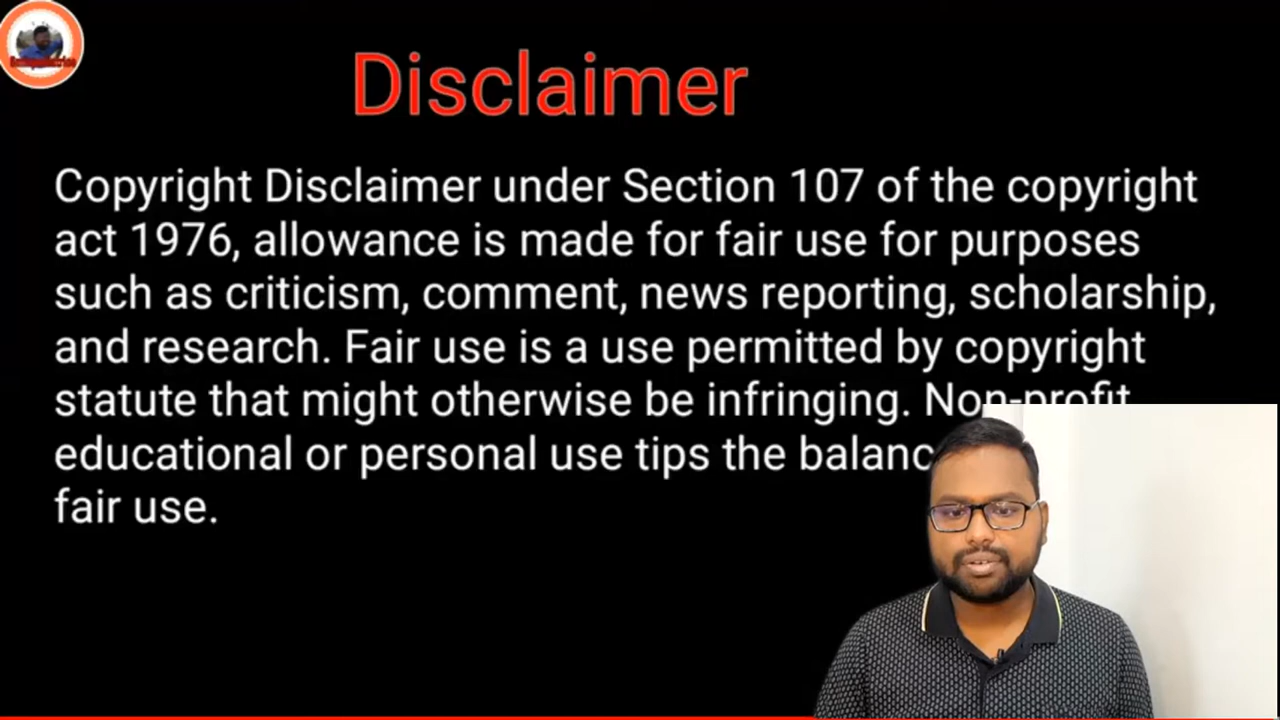 Disclaimer
Copyright Disclaimer under Section 107 of the copyright
act 1976, allowance is made for fair use for purposes
such as criticism, comment, news reporting, scholarship,
and research. Fair use is a use permitted by copyright
statute that might otherwise be infringing. Non-profit
educational or personal use tips the balanc
fair use.